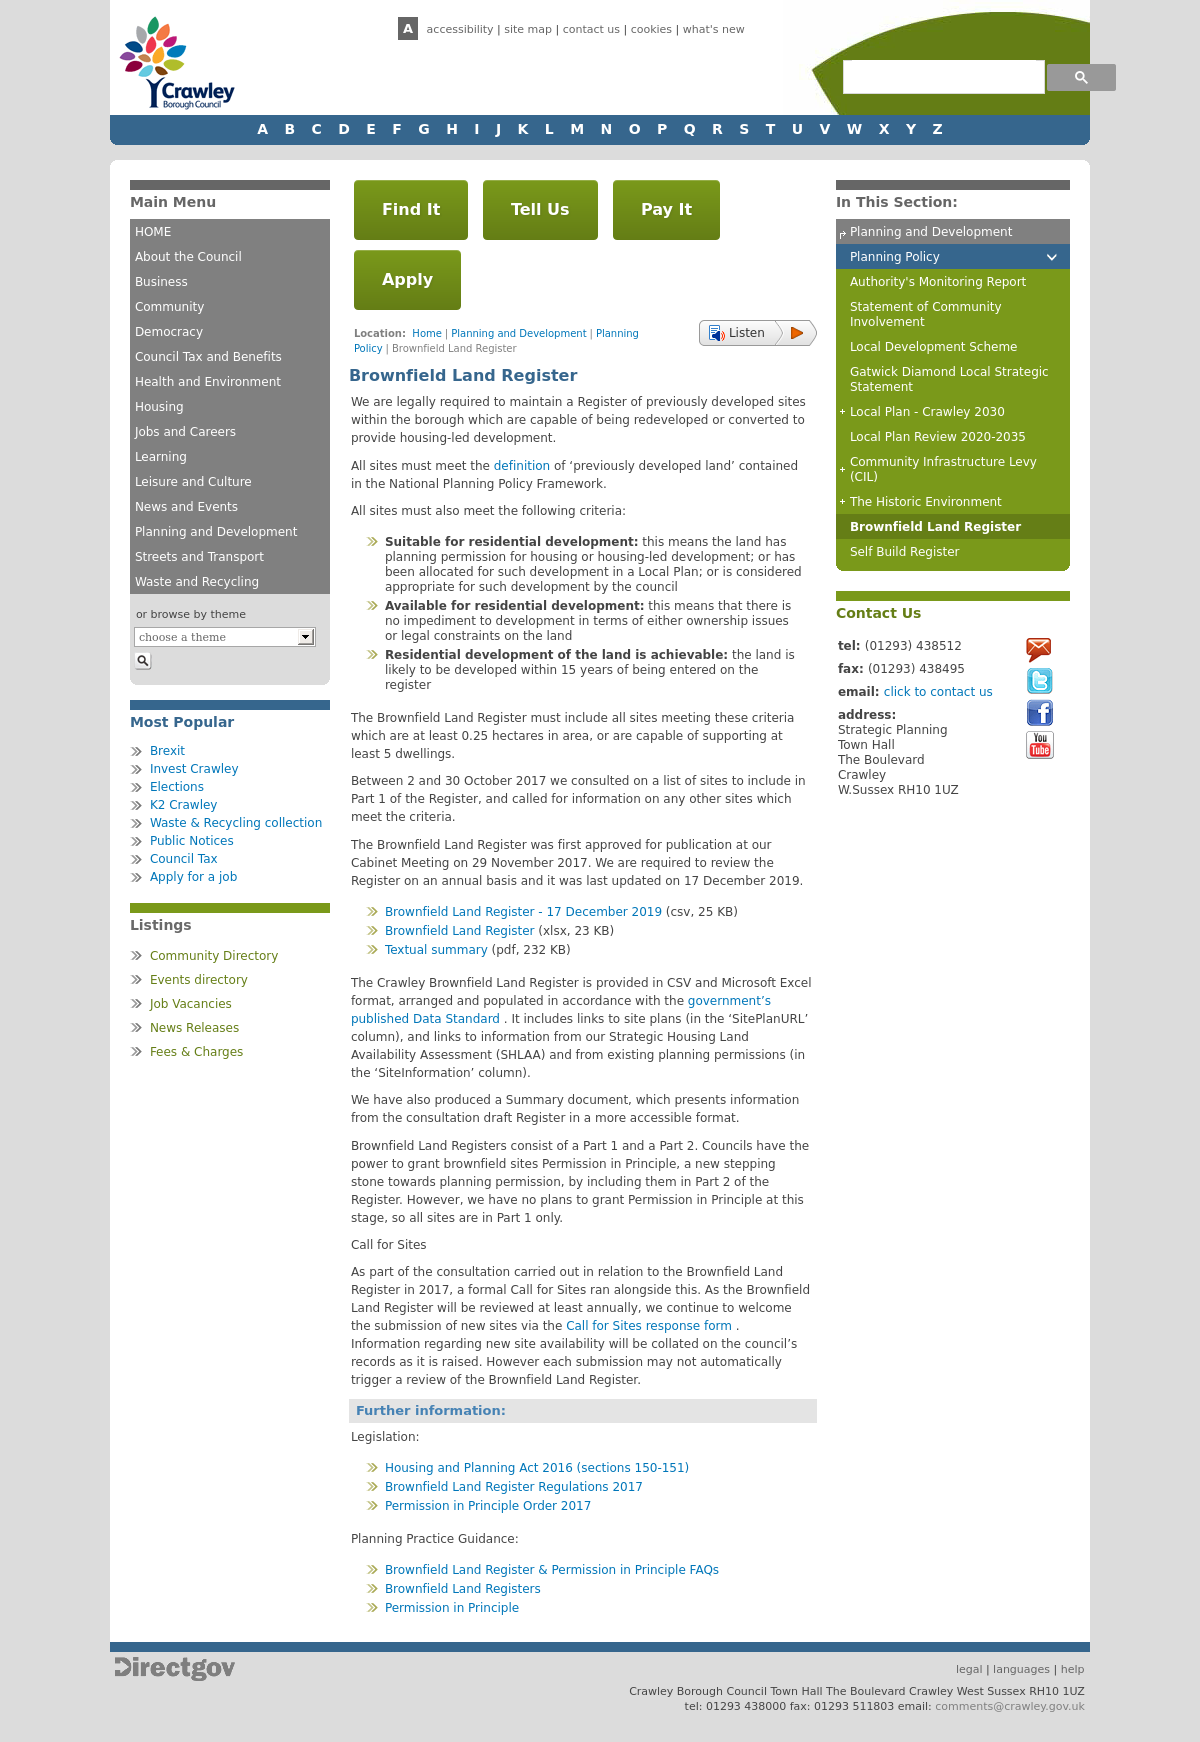 A accessibility | site map | contact us | cookies | what's new
Crawley
Borough Council
A B C D E F G H I J K L M N O P Q R S T U V W X Y Z
Main Menu
HOME
About the Council
Business
Community
Democracy
Council Tax and Benefits
Health and Environment
Housing
Jobs and Careers
Learning
Leisure and Culture
News and Events
Planning and Development
Streets and Transport
Waste and Recycling
or browse by theme
choose a theme
Most Popular
Brexit
Invest Crawley
Elections
K2 Crawley
Waste & Recycling collection
Public Notices
Council Tax
Apply for a job
Listings
Community Directory
Events directory
Job Vacancies
News Releases
Fees & Charges
Find It Tell Us Pay It
Apply
Location: Home | Planning and Development | Planning
Policy | Brownfield Land Register
Listen
Brownfield Land Register
We are legally required to maintain a Register of previously developed sites
within the borough which are capable of being redeveloped or converted to
provide housing-led development.
All sites must meet the definition of ‘previously developed land’ contained
in the National Planning Policy Framework.
All sites must also meet the following criteria:
Suitable for residential development: this means the land has
planning permission for housing or housing-led development; or has
been allocated for such development in a Local Plan; or is considered
appropriate for such development by the council
Available for residential development: this means that there is
no impediment to development in terms of either ownership issues
or legal constraints on the land
Residential development of the land is achievable: the land is
likely to be developed within 15 years of being entered on the
register
The Brownfield Land Register must include all sites meeting these criteria
which are at least 0.25 hectares in area, or are capable of supporting at
least 5 dwellings.
Between 2 and 30 October 2017 we consulted on a list of sites to include in
Part 1 of the Register, and called for information on any other sites which
meet the criteria.
The Brownfield Land Register was first approved for publication at our
Cabinet Meeting on 29 November 2017. We are required to review the
Register on an annual basis and it was last updated on 17 December 2019.
Brownfield Land Register - 17 December 2019 (csv, 25 KB)
Brownfield Land Register (xlsx, 23 KB)
Textual summary (pdf, 232 KB)
The Crawley Brownfield Land Register is provided in CSV and Microsoft Excel
format, arranged and populated in accordance with the government’s
published Data Standard . It includes links to site plans (in the ‘SitePlanURL’
column), and links to information from our Strategic Housing Land
Availability Assessment (SHLAA) and from existing planning permissions (in
the ‘SiteInformation’ column).
We have also produced a Summary document, which presents information
from the consultation draft Register in a more accessible format.
Brownfield Land Registers consist of a Part 1 and a Part 2. Councils have the
power to grant brownfield sites Permission in Principle, a new stepping
stone towards planning permission, by including them in Part 2 of the
Register. However, we have no plans to grant Permission in Principle at this
stage, so all sites are in Part 1 only.
Call for Sites
As part of the consultation carried out in relation to the Brownfield Land
Register in 2017, a formal Call for Sites ran alongside this. As the Brownfield
Land Register will be reviewed at least annually, we continue to welcome
the submission of new sites via the Call for Sites response form .
Information regarding new site availability will be collated on the council’s
records as it is raised. However each submission may not automatically
trigger a review of the Brownfield Land Register.
Further information:
Legislation:
Housing and Planning Act 2016 (sections 150-151)
Brownfield Land Register Regulations 2017
Permission in Principle Order 2017
Planning Practice Guidance:
Brownfield Land Register & Permission in Principle FAQs
Brownfield Land Registers
Permission in Principle
In This Section:
Planning and Development
Planning Policy
Authority's Monitoring Report
Statement of Community
Involvement
Local Development Scheme
Gatwick Diamond Local Strategic
Statement
Local Plan - Crawley 2030
Local Plan Review 2020-2035
Community Infrastructure Levy
(CIL)
The Historic Environment
Brownfield Land Register
Self Build Register
Contact Us
tel: (01293) 438512
fax: (01293) 438495
email: click to contact us
address:
Strategic Planning
Town Hall
The Boulevard
Crawley
W.Sussex RH10 1UZ
You
Tube
Directgov
legal | languages | help
Crawley Borough Council Town Hall The Boulevard Crawley West Sussex RH10 1UZ
tel: 01293 438000 fax: 01293 511803 email: comments@crawley.gov.uk